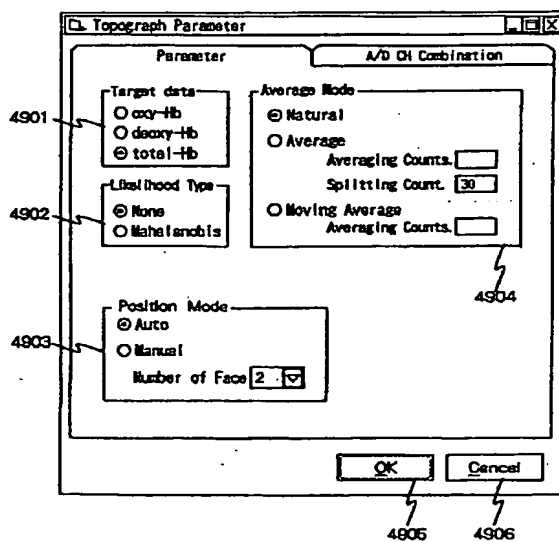 Topograph Parameter
Parameter
A/D CH Combination
Target data
oxy-Hb
deoxy-Hb
total-Hb
4901
Likelihood Type
None
Mahalanobis
4902
Average Mode
Natural
Average
Averaging Counts.
Splitting Count. 30
Moving Average
Averaging Counts.
4904
Position Mode
Auto
Manual
Number of Face 2
4903
OK
Cancel
4905
4906